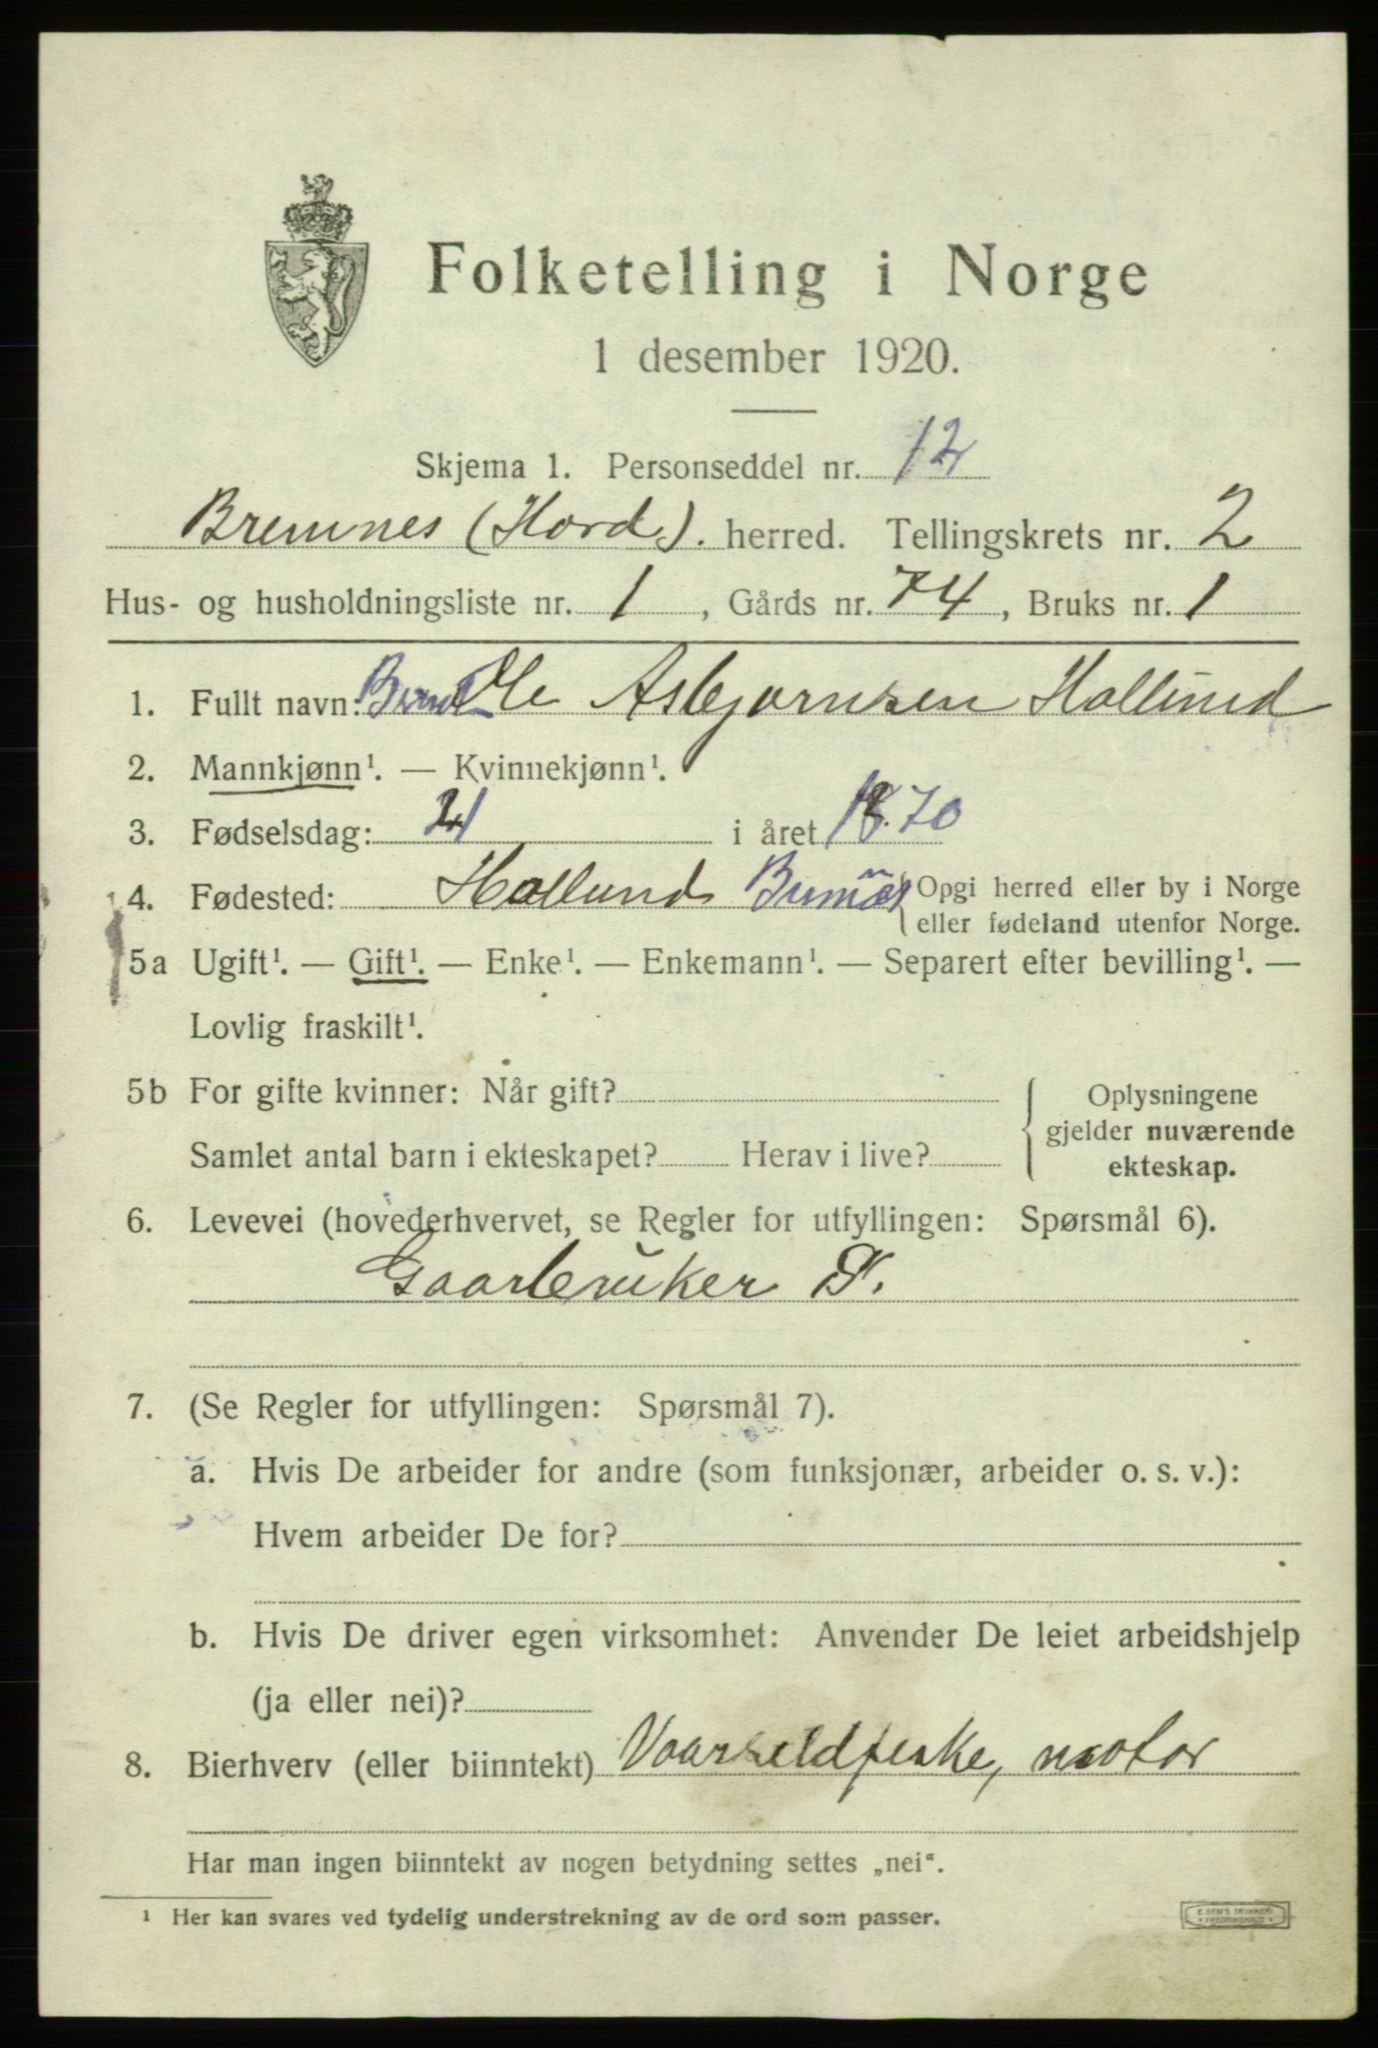 Folketelling i Norge
1 desember 1920.
Skjema 1. Personseddel nr. 12
Bremnes (Hord). herred. Tellingskrets nr. 2
Hus- og husholdningsliste nr. 1, Gårds nr. 74, Bruks nr. 1
1. Fullt navn: Ole Asbjørnsen Hollund
2. Mannkjønn¹. — Kvinnekjønn¹.
3. Fødselsdag: i året 1870
4. Fødested: Hollund { Opgi herred eller by i Norge
eller fødeland utenfor Norge.
5a Ugift¹. — Gift¹. — Enke¹. — Enkemann¹. — Separert efter bevilling¹. —
Lovlig fraskilt¹.
5b For gifte kvinner: Når gift?
Samlet antal barn i ekteskapet? Herav i live?
{ Oplysningene
gjelder nuværende
ekteskap.
6. Levevei (hovederhvervet, se Regler for utfyllingen: Spørsmål 6).
Gaarbruker S.
7. (Se Regler for utfyllingen: Spørsmål 7).
a. Hvis De arbeider for andre (som funksjonær, arbeider o. s. v.):
Hvem arbeider De for?
b. Hvis De driver egen virksomhet: Anvender De leiet arbeidshjelp
(ja eller nei)?
8. Bierhverv (eller biinntekt) Vaarseldfeske, motor
Har man ingen biinntekt av nogen betydning settes „nei“.
¹ Her kan svares ved tydelig understrekning av de ord som passer.